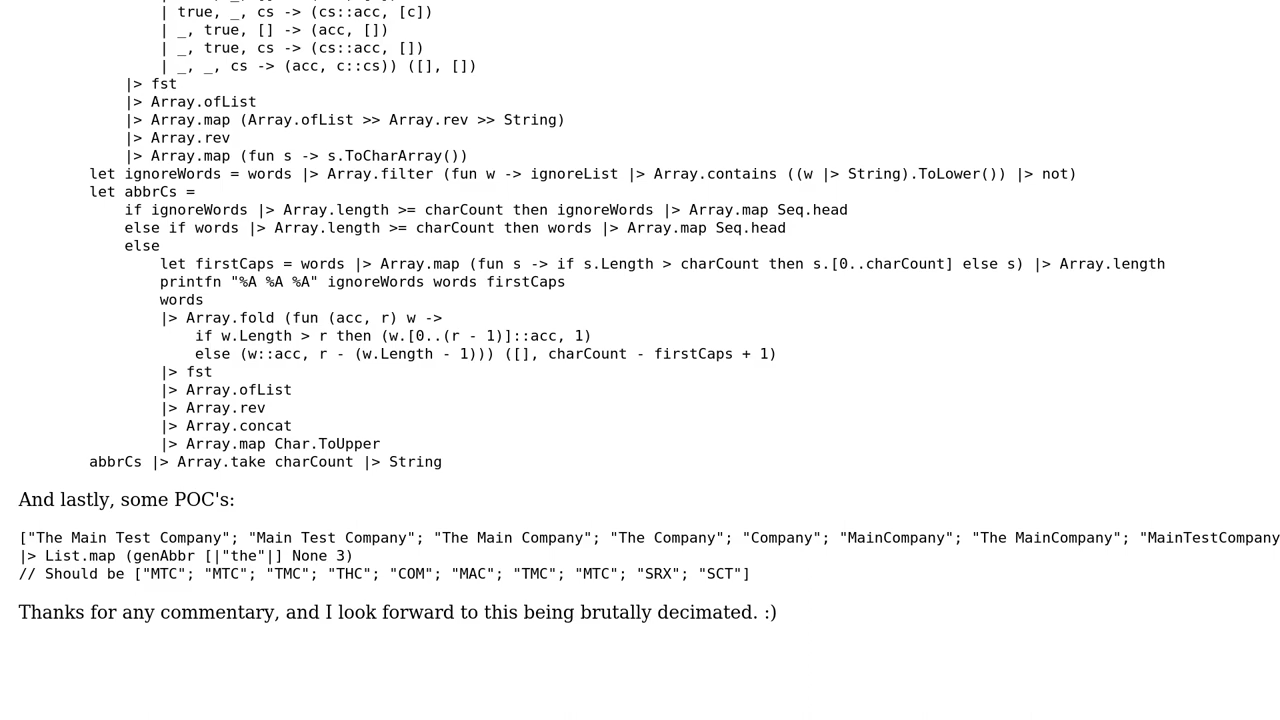 | true, _, cs -> (cs::acc, [c])
| _, true, [] -> (acc, [])
| _, true, cs -> (cs::acc, [])
| _, _, cs -> (acc, c::cs)) ([], [])
|> fst
|> Array.ofList
|> Array.map (Array.ofList >> Array.rev >> String)
|> Array.rev
|> Array.map (fun s -> s.ToCharArray())
let ignoreWords = words |> Array.filter (fun w -> ignoreList |> Array.contains ((w |> String).ToLower()) |> not)
let abbrCs =
if ignoreWords |> Array.length >= charCount then ignoreWords |> Array.map Seq.head
else if words |> Array.length >= charCount then words |> Array.map Seq.head
else
let firstCaps = words |> Array.map (fun s -> if s.Length > charCount then s.[0..charCount] else s) |> Array.length
printfn "%A %A %A" ignoreWords words firstCaps
words
|> Array.fold (fun (acc, r) w ->
if w.Length > r then (w.[0..(r - 1)]::acc, 1)
else (w::acc, r - (w.Length - 1))) ([], charCount - firstCaps + 1)
|> fst
|> Array.ofList
|> Array.rev
|> Array.concat
|> Array.map Char.ToUpper
abbrCs |> Array.take charCount |> String
And lastly, some POC's:
["The Main Test Company"; "Main Test Company"; "The Main Company"; "The Company"; "Company"; "MainCompany"; "The MainCompany"; "MainTestCompany
|> List.map (genAbbr [|"the"|] None 3)
// Should be ["MTC"; "MTC"; "TMC"; "THC"; "COM"; "MAC"; "TMC"; "MTC"; "SRX"; "SCT"]
Thanks for any commentary, and I look forward to this being brutally decimated. :)